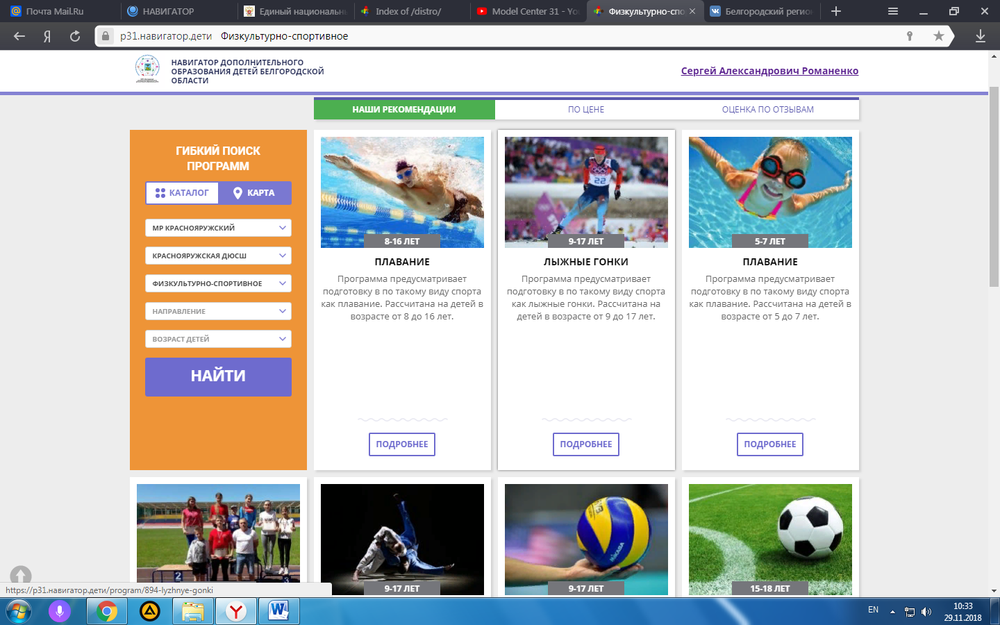 Почта Mail.Ru
НАВИГАТОР
Единый национальны
Index of /distro/
Model Center 31 - Yo
Физкультурно-спо
Белгородский регио
р31.навигатор.дети Физкультурно-спортивное
НАВИГАТОР ДОПОЛНИТЕЛЬНОГО
ОБРАЗОВАНИЯ ДЕТЕЙ БЕЛГОРОДСКОЙ
ОБЛАСТИ
Сергей Александрович Романенко
НАШИ РЕКОМЕНДАЦИИ
ПО ЦЕНЕ
ОЦЕНКА ПО ОТЗЫВАМ
ГИБКИЙ ПОИСК
ПРОГРАММ
КАТАЛОГ
КАРТА
МР КРАСНОЯРУЖСКИЙ
КРАСНОЯРУЖСКАЯ ДЮСШ
ФИЗКУЛЬТУРНО-СПОРТИВНОЕ
НАПРАВЛЕНИЕ
ВОЗРАСТ ДЕТЕЙ
НАЙТИ
8-16 ЛЕТ
ПЛАВАНИЕ
Программа предусматривает
подготовку в по такому виду спорта
как плавание. Рассчитана на детей в
возрасте от 8 до 16 лет.
ПОДРОБНЕЕ
22
9-17 ЛЕТ
ЛЫЖНЫЕ ГОНКИ
Программа предусматривает
подготовку в по такому виду спорта
как лыжные гонки. Рассчитана на
детей в возрасте от 9 до 17 лет.
ПОДРОБНЕЕ
5-7 ЛЕТ
ПЛАВАНИЕ
Программа предусматривает
подготовку в по такому виду спорта
как плавание. Рассчитана на детей в
возрасте от 5 до 7 лет.
ПОДРОБНЕЕ
2
3
9-17 ЛЕТ
MIKASA
9-17 ЛЕТ
15-18 ЛЕТ
https://р31.навигатор.дети/program/894-lyzhnye-gonki
EN
10:33
29.11.2018